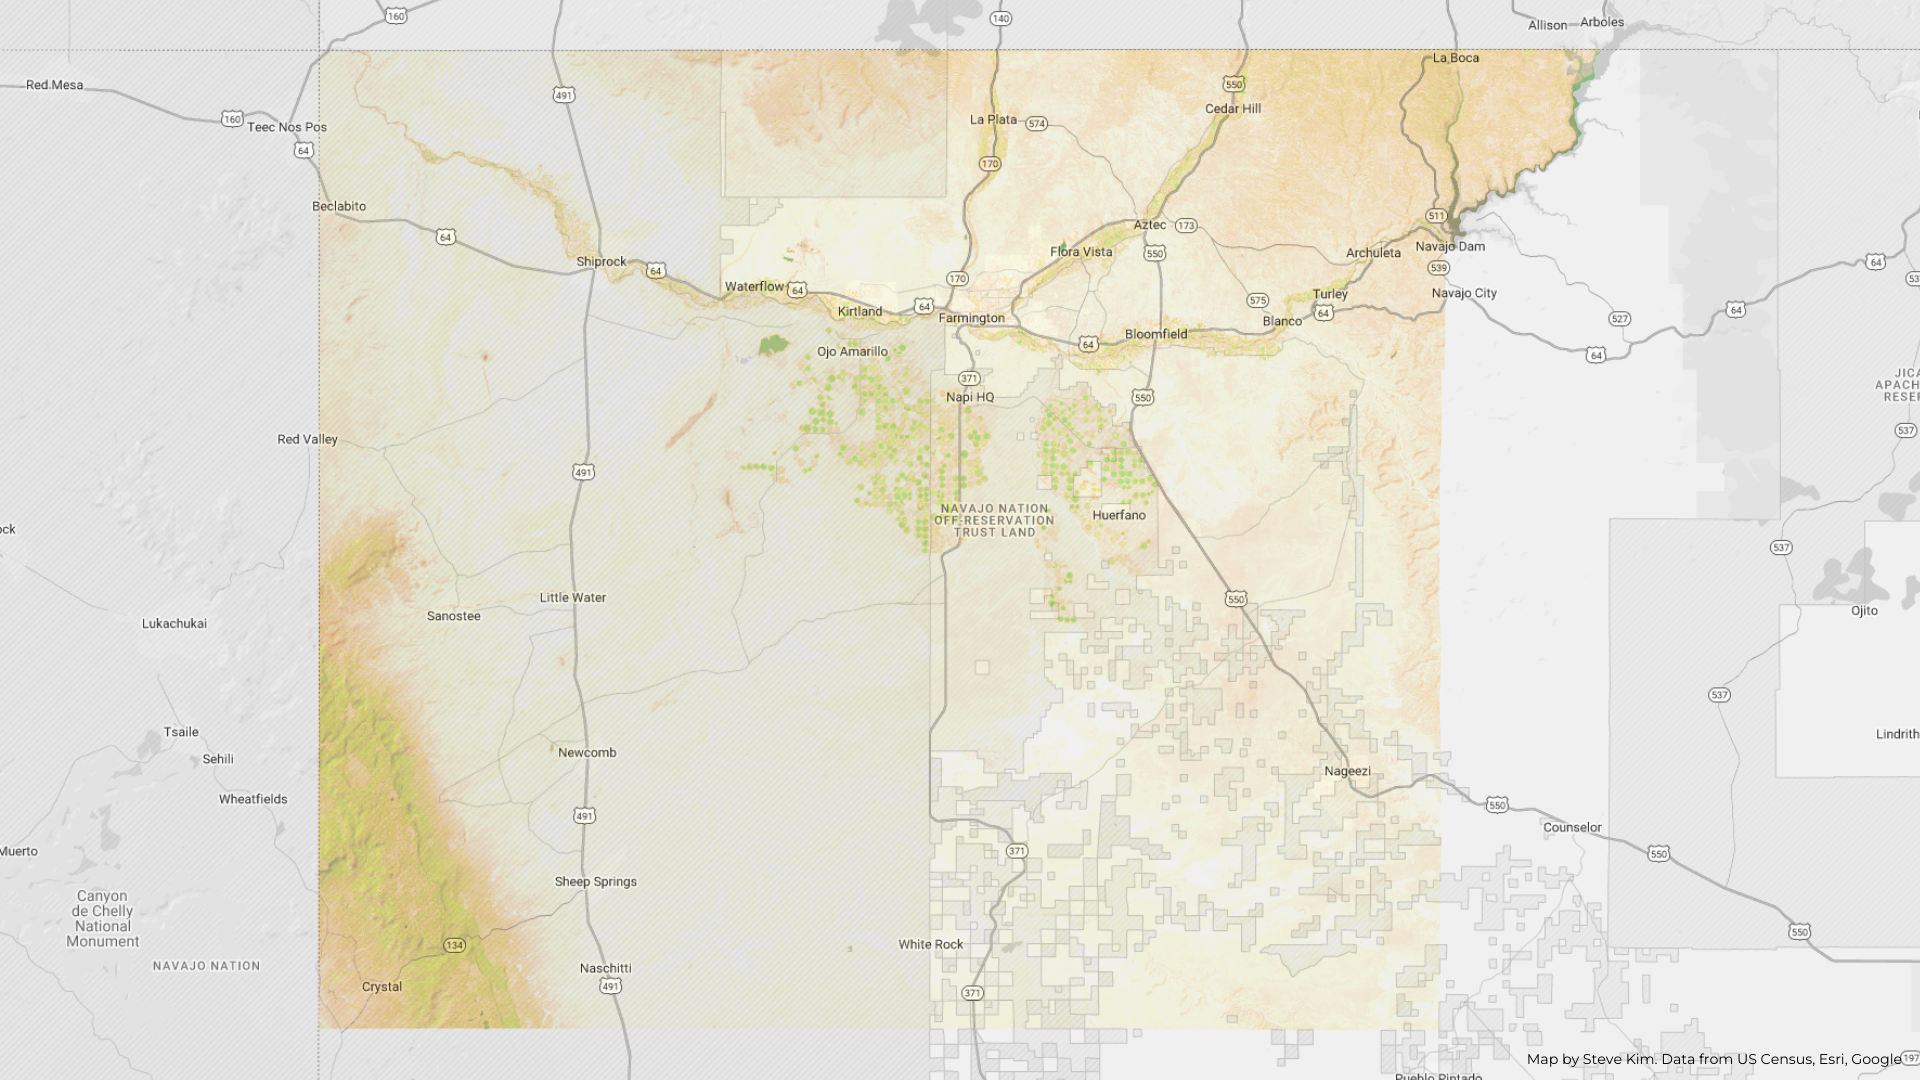 160
140
Allison
Arboles
La Boca
Red Mesa
550
491
Cedar Hill
160
La Plata
574
Teec Nos Pos
64
170
Beclabito
511
Aztec
173
64
Navajo Dam
Flora Vista
550
Archuleta
Shiprock
64
64
539
53
170
Waterflow
64
Turley
Navajo City
575
64
Kirtland
64
Farmington
Blanco
64
527
Bloomfield
64
Ojo Amarillo
64
JICA
APACH
RESE
371
Napi HQ
550
537
Red Valley
491
NAVAJO NATION
OFF-RESERVATION
TRUST LAND
Huerfano
ock
537
Little Water
550
Ojito
Sanostee
Lukachukai
537
Tsaile
Lindrith
Newcomb
Sehili
Nageezi
Wheatfields
550
491
Counselor
Muerto
371
550
Sheep Springs
Canyon
de Chelly
National
Monument
550
134
White Rock
NAVAJO NATION
Naschitti
Crystal
491
371
Map by Steve Kim. Data from US Census, Esri, Google
197
Pueblo Pintado